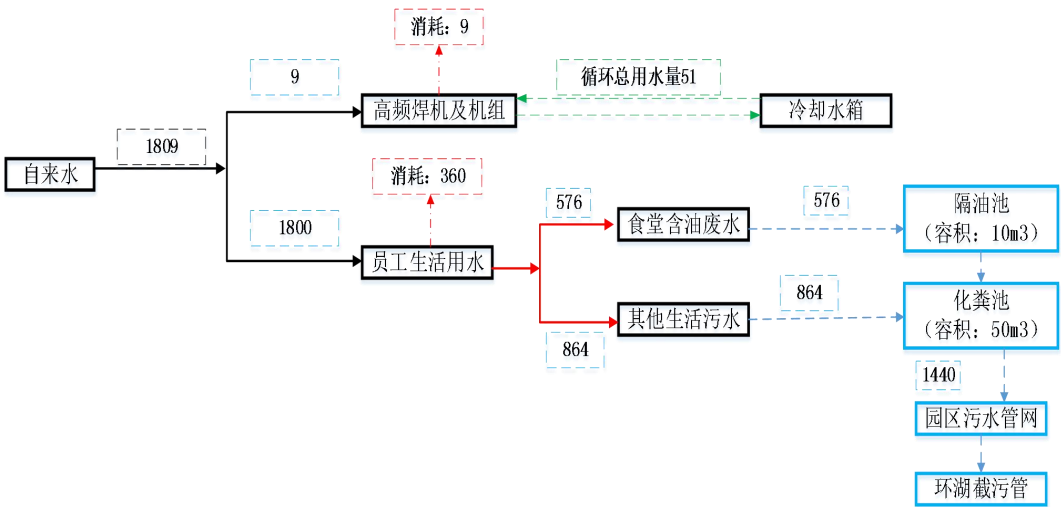 消耗：9
9
循环总用水量51
高频焊机及机组
冷却水箱
1809
自来水
消耗：360
1800
员工生活用水
576
食堂含油废水
576
隔油池
（容积：10m3）
864
其他生活污水
864
化粪池
（容积：50m3）
1440
园区污水管网
环湖截污管